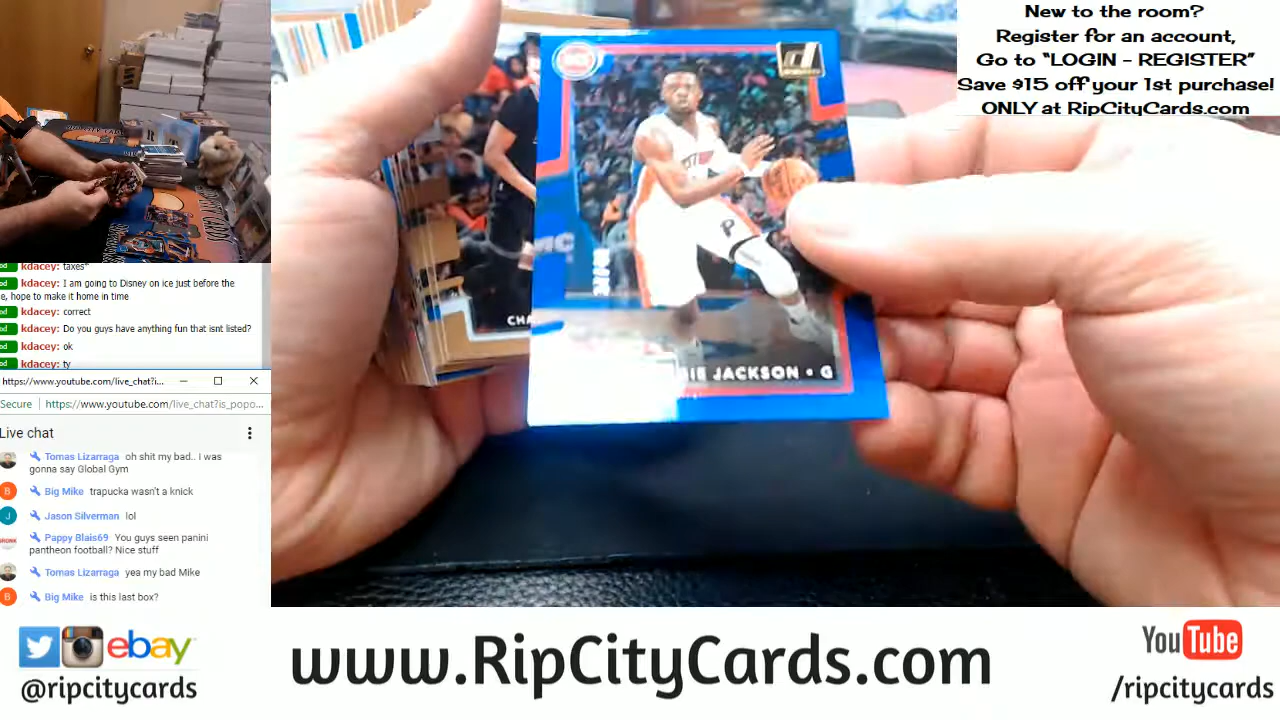 New to the room?
Register for an account,
Go to “LOGIN - REGISTER”
Save $15 off your 1st purchase!
ONLY at RipCityCards.com
JACKSON • G
CHA
kdacey: taxes*
kdacey: I am going to Disney on ice just before the
e, hope to make it home in time
kdacey: correct
kdacey: Do you guys have anything fun that isnt listed?
kdacey: ok
kdacey: ty
https://www.youtube.com/live_chat?i...
Secure https://www.youtube.com/live_chat?is_popo...
Live chat
Tomas Lizarraga oh shit my bad.. I was
gonna say Global Gym
B Big Mike trapucka wasn't a knick
J Jason Silverman lol
Pappy Blais69 You guys seen panini
pantheon football? Nice stuff
Tomas Lizarraga yea my bad Mike
B Big Mike is this last box?
ebay
@ripcitycards
www.RipCityCards.com
YouTube
/ripcitycards